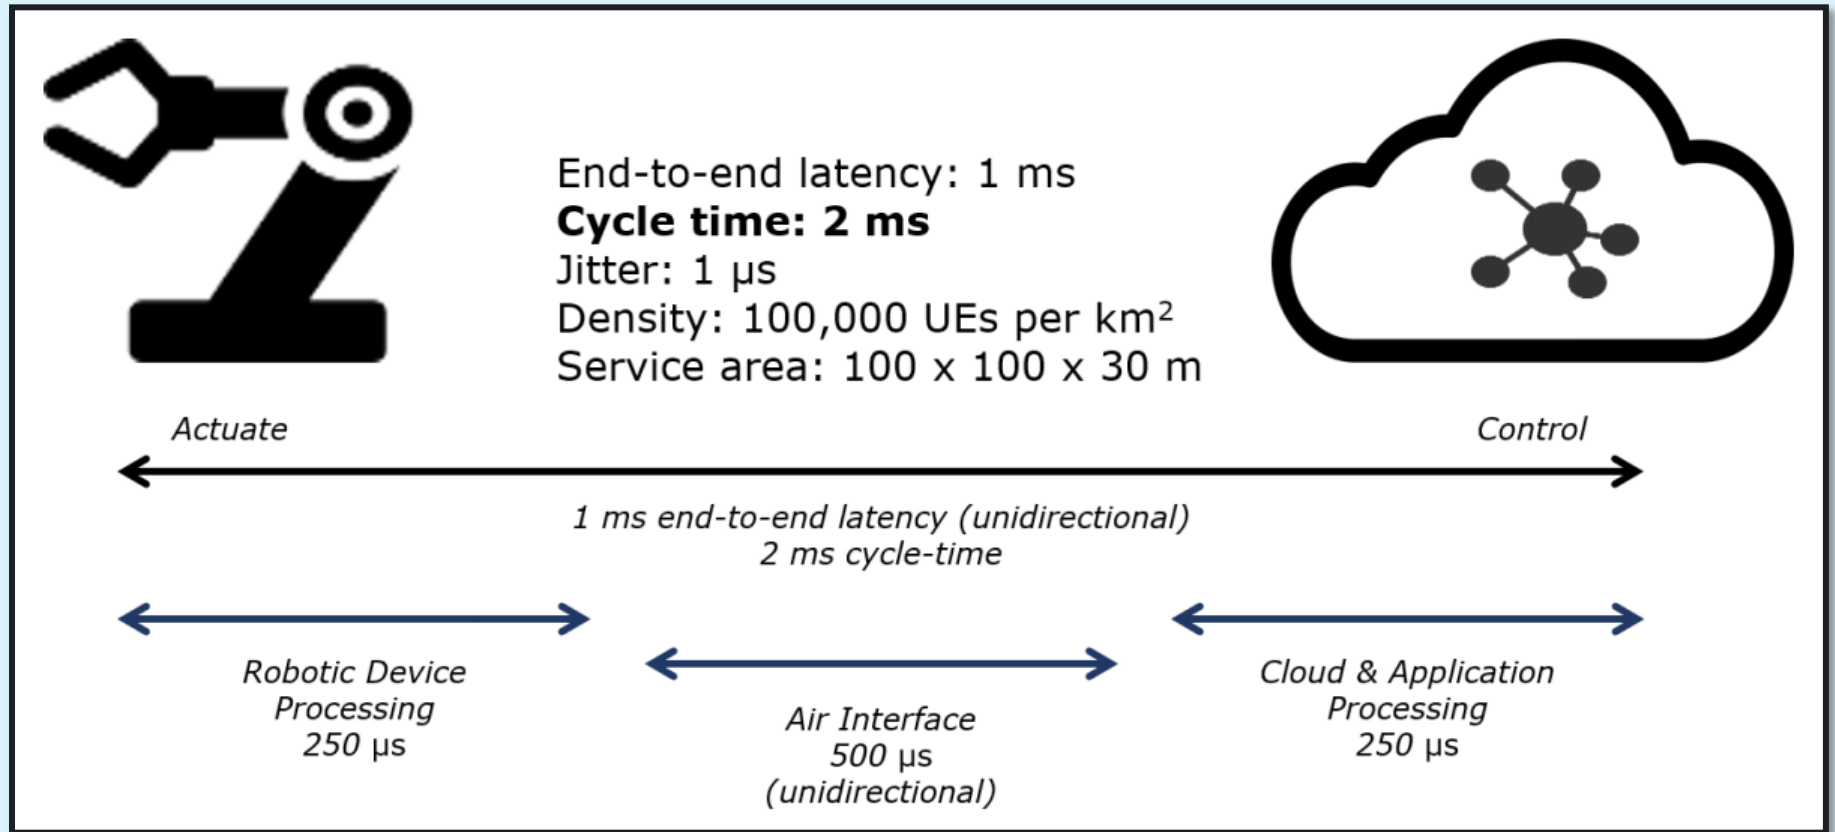 End-to-end latency: 1 ms
Cycle time: 2 ms
Jitter: 1 µs
Density: 100,000 UEs per km²
Service area: 100 x 100 x 30 m
Actuate
Control
1 ms end-to-end latency (unidirectional)
2 ms cycle-time
Robotic Device
Processing
250 µs
Air Interface
500 µs
(unidirectional)
Cloud & Application
Processing
250 µs